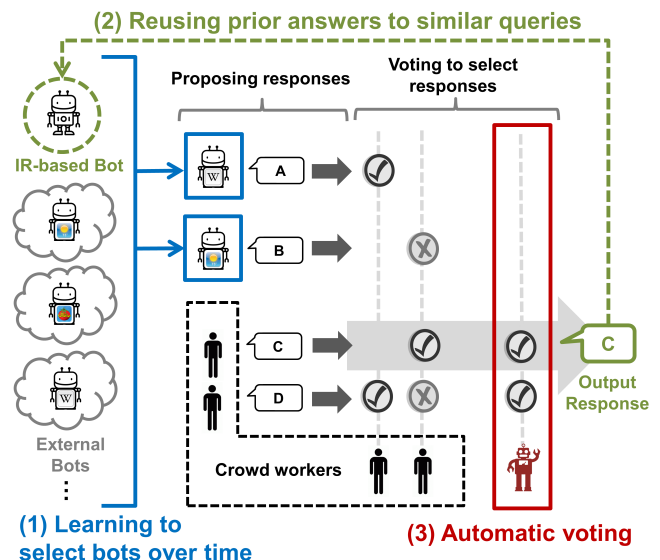 (2) Reusing prior answers to similar queries
Proposing responses
Voting to select
responses
IR-based Bot
W
A
B
C
D
C
Output
Response
W
External
Bots
⋮
Crowd workers
(1) Learning to
select bots over time
(3) Automatic voting